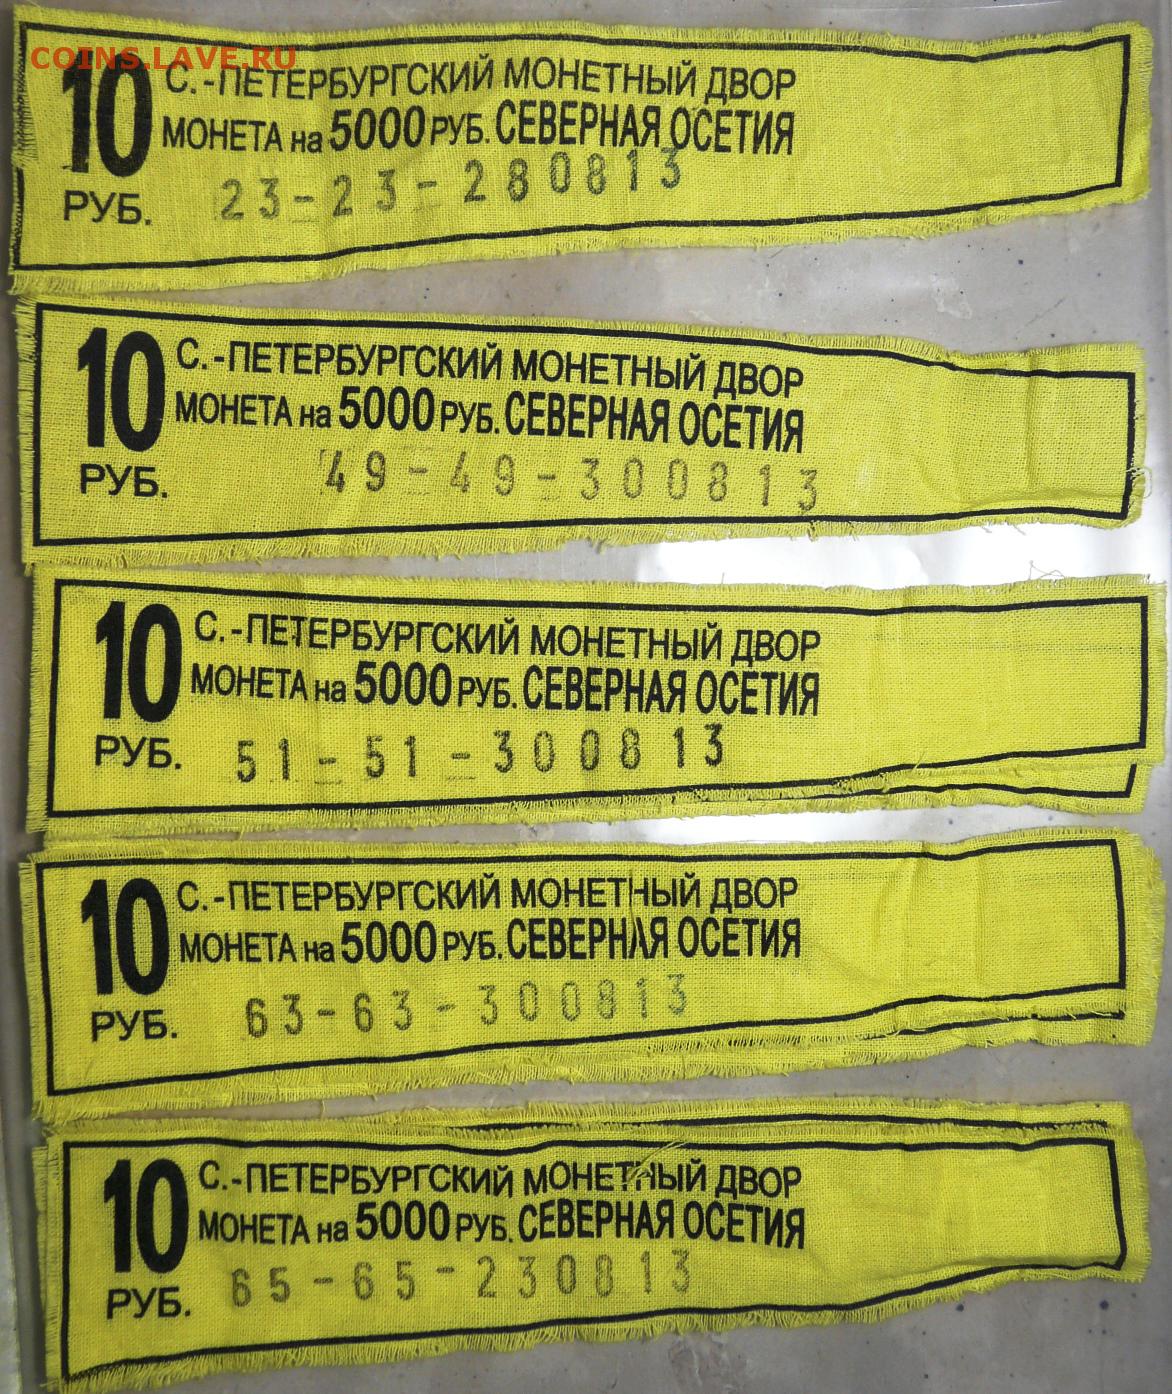 COINS.LAVE.RU
10 РУБ.
С.-ПЕТЕРБУРГСКИЙ МОНЕТНЫЙ ДВОР
МОНЕТА на 5000 РУБ. СЕВЕРНАЯ ОСЕТИЯ
23-23-280813
10 РУБ.
С.-ПЕТЕРБУРГСКИЙ МОНЕТНЫЙ ДВОР
МОНЕТА на 5000 РУБ. СЕВЕРНАЯ ОСЕТИЯ
49-49-300813
10 РУБ.
С.-ПЕТЕРБУРГСКИЙ МОНЕТНЫЙ ДВОР
МОНЕТА на 5000 РУБ. СЕВЕРНАЯ ОСЕТИЯ
51-51-300813
10 РУБ.
С.-ПЕТЕРБУРГСКИЙ МОНЕТНЫЙ ДВОР
МОНЕТА на 5000 РУБ. СЕВЕРНАЯ ОСЕТИЯ
63-63-300813
10 РУБ.
С.-ПЕТЕРБУРГСКИЙ МОНЕТНЫЙ ДВОР
МОНЕТА на 5000 РУБ. СЕВЕРНАЯ ОСЕТИЯ
65-65-230813